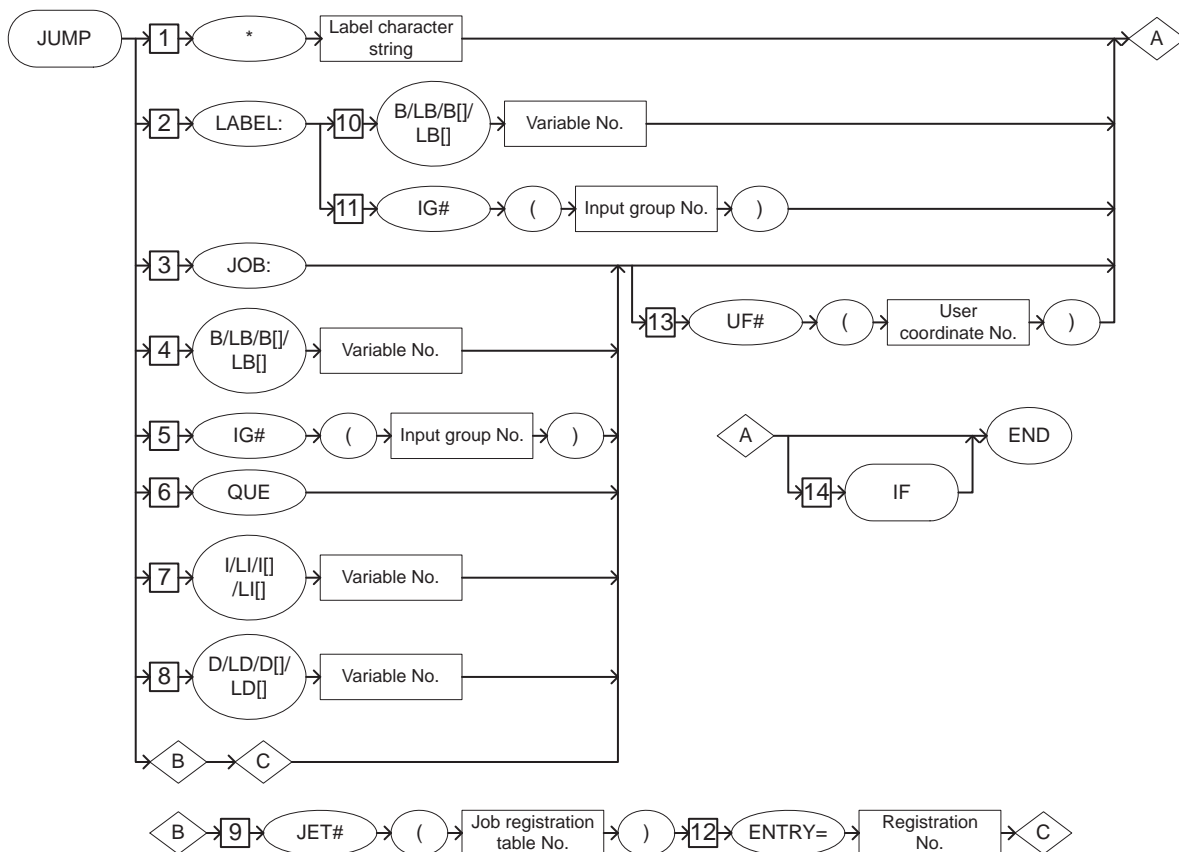 JUMP
1
*
Label character
string
A
2
LABEL:
10
B/LB/B[]/
LB[]
Variable No.
11
IG#
(
Input group No.
)
3
JOB:
13
UF#
(
User
coordinate No.
)
4
B/LB/B[]/
LB[]
Variable No.
5
IG#
(
Input group No.
)
A
END
14
IF
6
QUE
7
I/LI/I[]
/LI[]
Variable No.
8
D/LD/D[]/
LD[]
Variable No.
B
C
B
9
JET#
(
Job registration
table No.
)
12
ENTRY=
Registration
No.
C